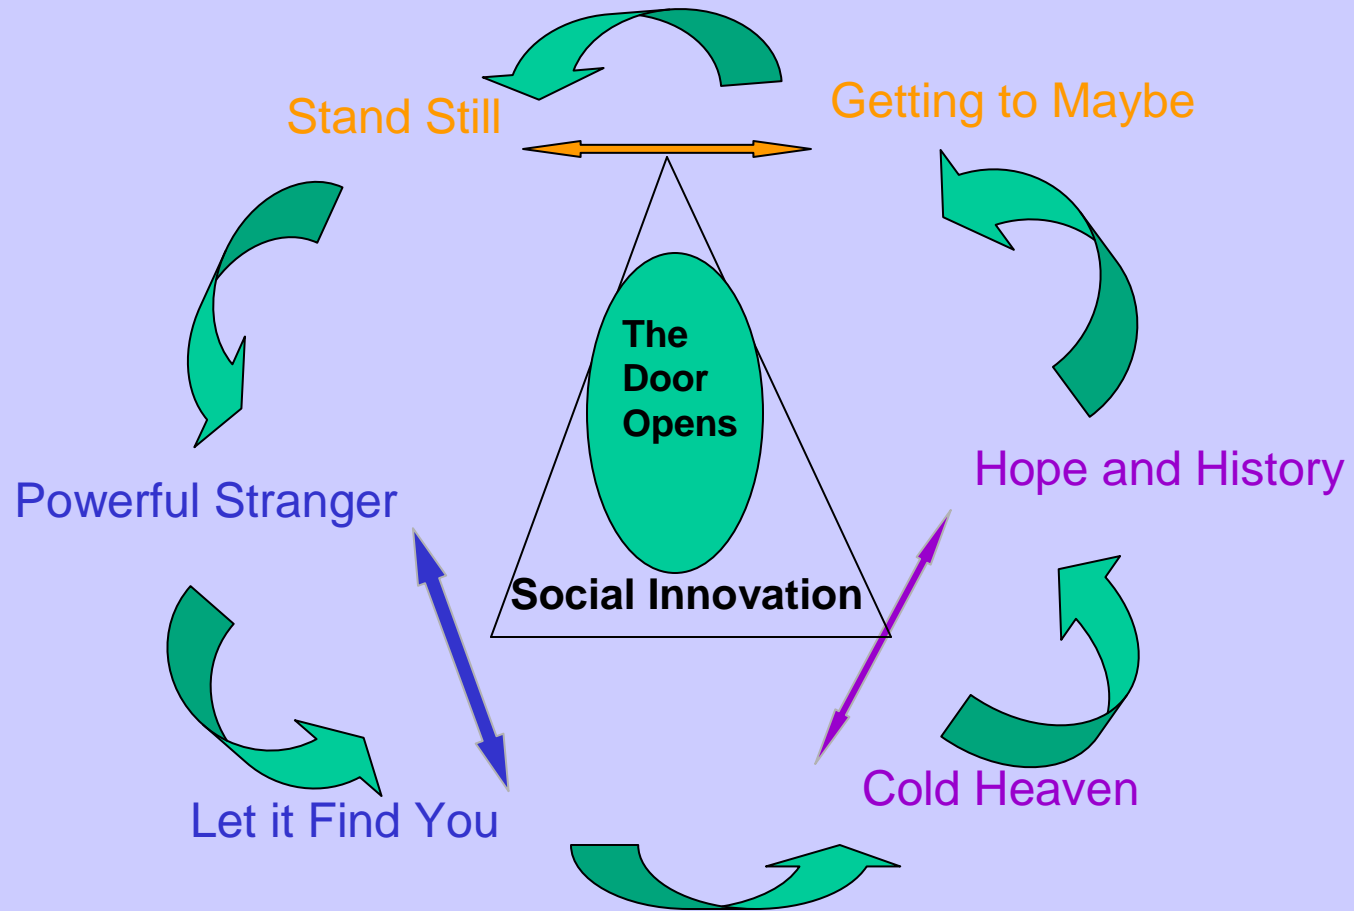 Stand Still
Getting to Maybe
The
Door
Opens
Hope and History
Powerful Stranger
Social Innovation
Cold Heaven
Let it Find You